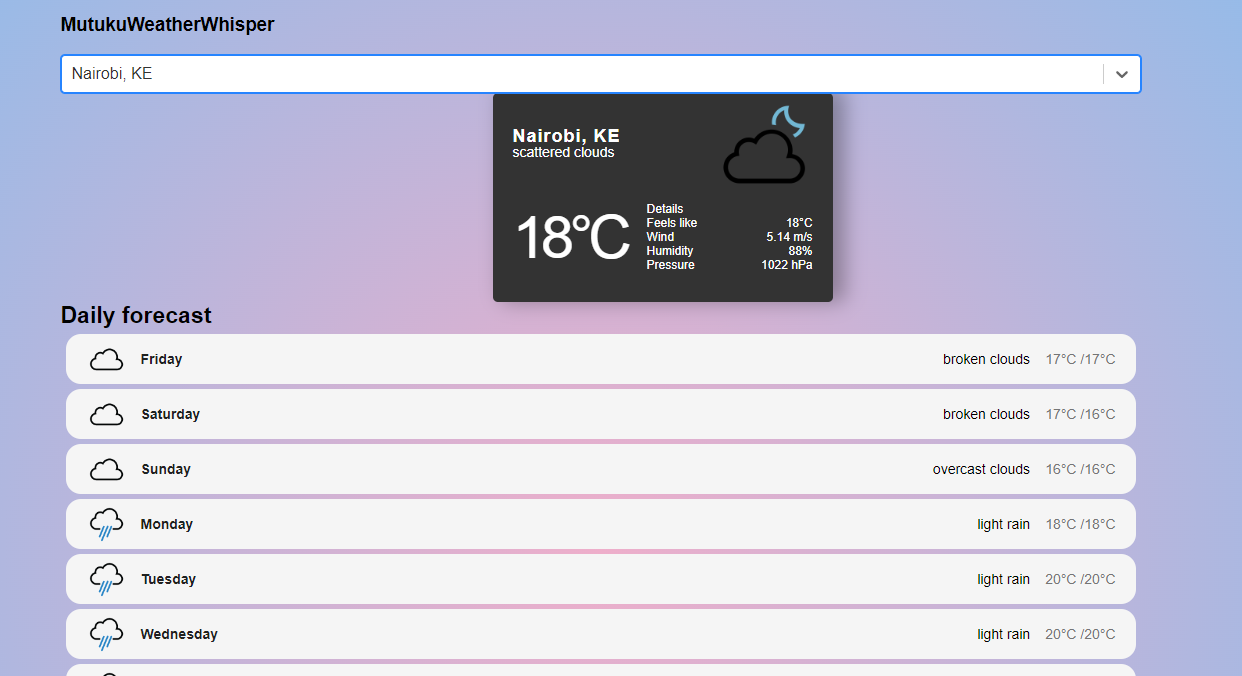 MutukuWeatherWhisper
Nairobi, KE
Nairobi, KE
scattered clouds
18°C
Details
Feels like 18°C
Wind 5.14 m/s
Humidity 88%
Pressure 1022 hPa
Daily forecast
Friday broken clouds 17°C /17°C
Saturday broken clouds 17°C /16°C
Sunday overcast clouds 16°C /16°C
Monday light rain 18°C /18°C
Tuesday light rain 20°C /20°C
Wednesday light rain 20°C /20°C